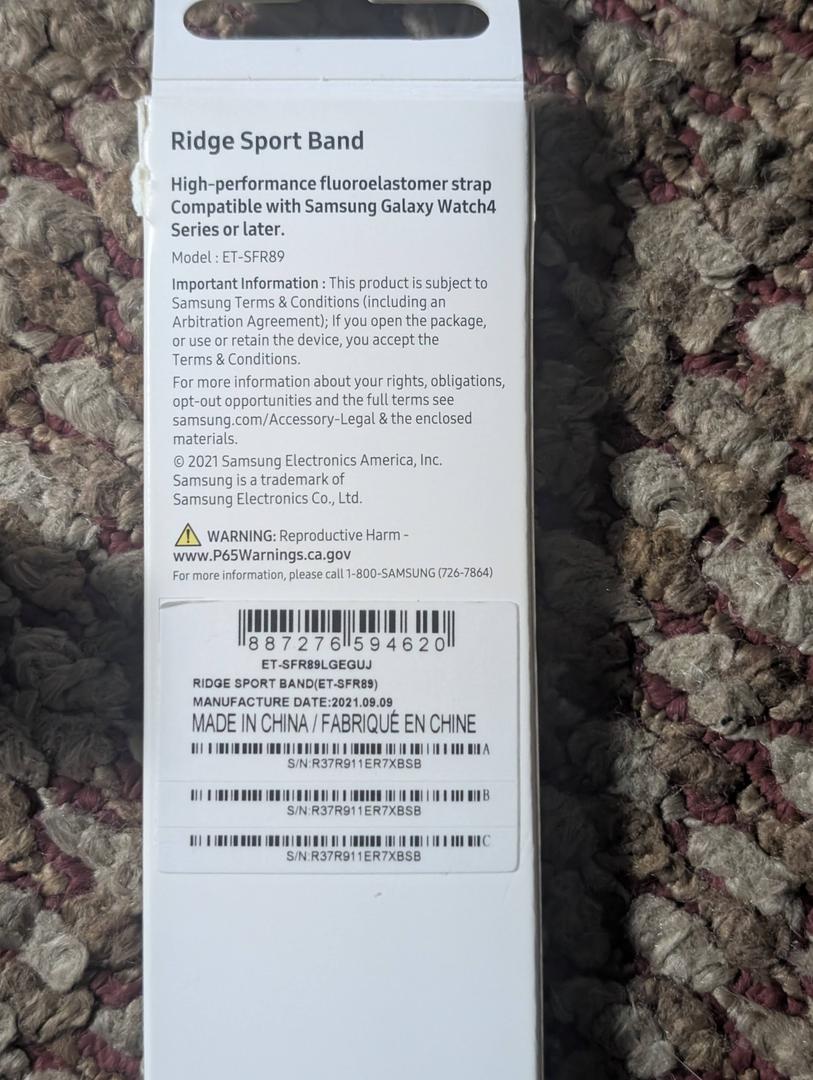 Ridge Sport Band
High-performance fluoroelastomer strap
Compatible with Samsung Galaxy Watch4
Series or later.
Model : ET-SFR89
Important Information : This product is subject to
Samsung Terms & Conditions (including an
Arbitration Agreement); If you open the package,
or use or retain the device, you accept the
Terms & Conditions.
For more information about your rights, obligations,
opt-out opportunities and the full terms see
samsung.com/Accessory-Legal & the enclosed
materials.
© 2021 Samsung Electronics America, Inc.
Samsung is a trademark of
Samsung Electronics Co., Ltd.
WARNING: Reproductive Harm -
www.P65Warnings.ca.gov
For more information, please call 1-800-SAMSUNG (726-7864)
887276594620
ET-SFR89LGEGUJ
RIDGE SPORT BAND(ET-SFR89)
MANUFACTURE DATE:2021.09.09
MADE IN CHINA / FABRIQUÉ EN CHINE
A
S/N:R37R911ER7XBSB
B
S/N:R37R911ER7XBSB
C
S/N:R37R911ER7XBSB